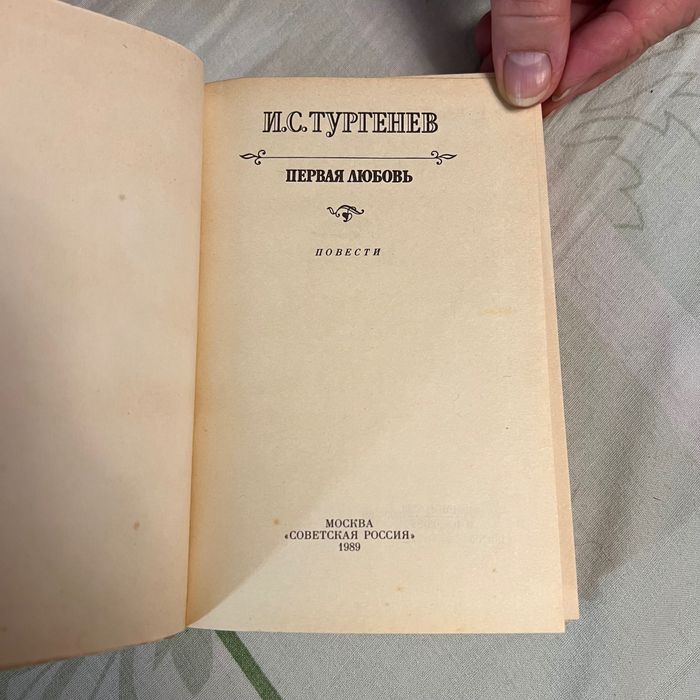 И.С.ТУРГЕНЕВ
ПЕРВАЯ ЛЮБОВЬ
ПОВЕСТИ
МОСКВА
«СОВЕТСКАЯ РОССИЯ»
1989